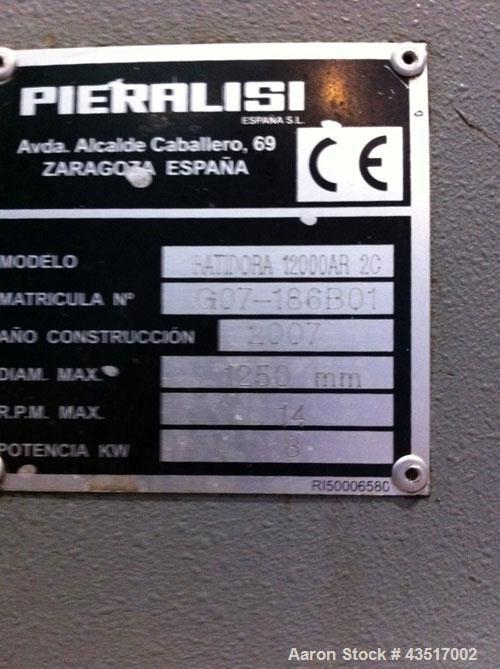 PIERALISI
ESPAÑA S.L.
Avda. Alcalde Caballero, 69
ZARAGOZA ESPAÑA
CE
MODELO BATIDORA 12000AR 2C
MATRICULA Nº G07-186B01
AÑO CONSTRUCCIÓN 2007
DIAM. MAX. 1250 mm
R.P.M. MAX. 14
POTENCIA KW 8
RI50006580
Aaron Stock # 43517002